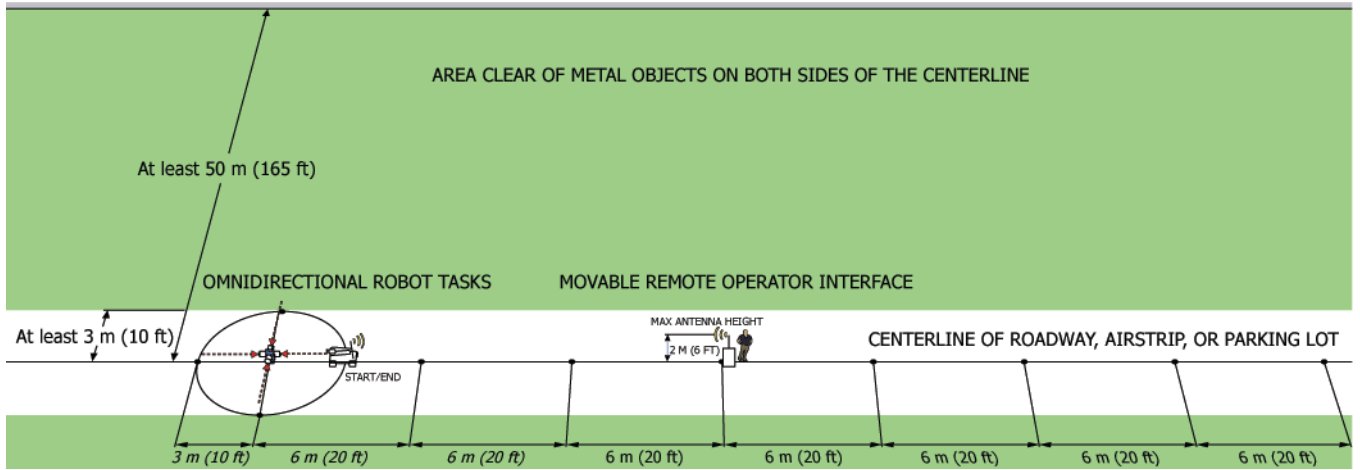 AREA CLEAR OF METAL OBJECTS ON BOTH SIDES OF THE CENTERLINE
At least 50 m (165 ft)
OMNIDIRECTIONAL ROBOT TASKS
MOVABLE REMOTE OPERATOR INTERFACE
At least 3 m (10 ft)
MAX ANTENNA HEIGHT
2 M (6 FT)
CENTERLINE OF ROADWAY, AIRSTRIP, OR PARKING LOT
START/END
3 m (10 ft)
6 m (20 ft)
6 m (20 ft)
6 m (20 ft)
6 m (20 ft)
6 m (20 ft)
6 m (20 ft)
6 m (20 ft)